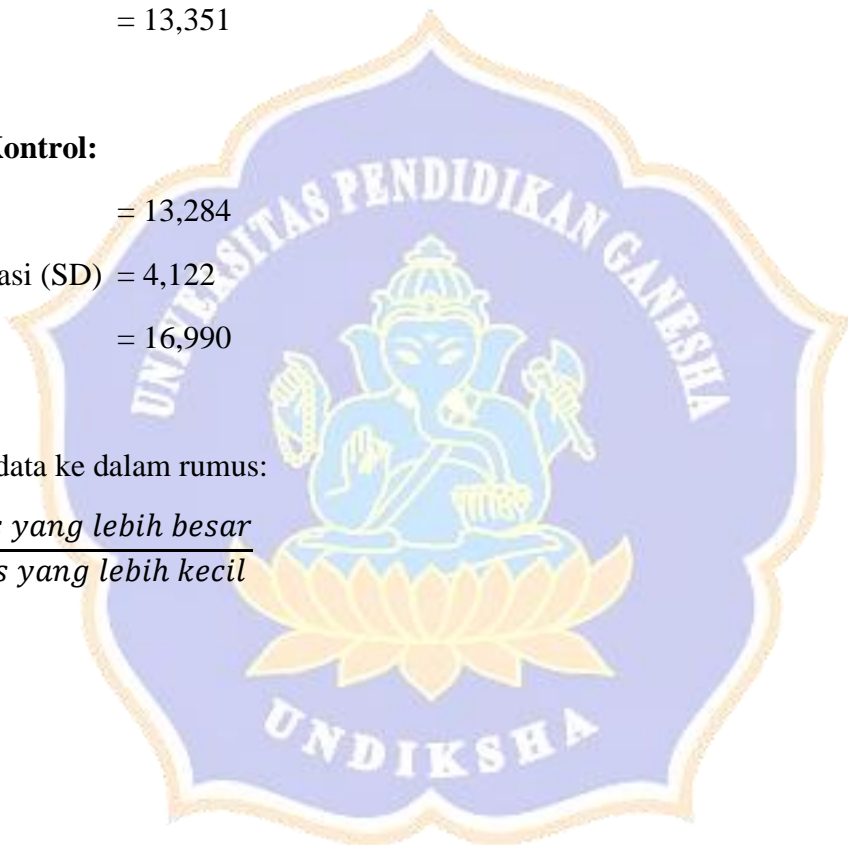 = 13,351
Kontrol:
= 13,284
asi (SD) = 4,122
= 16,990
data ke dalam rumus:
s yang lebih besar
s yang lebih kecil
UNIVERSITAS PENDIDIKAN GANESHA
UNDIKSHA